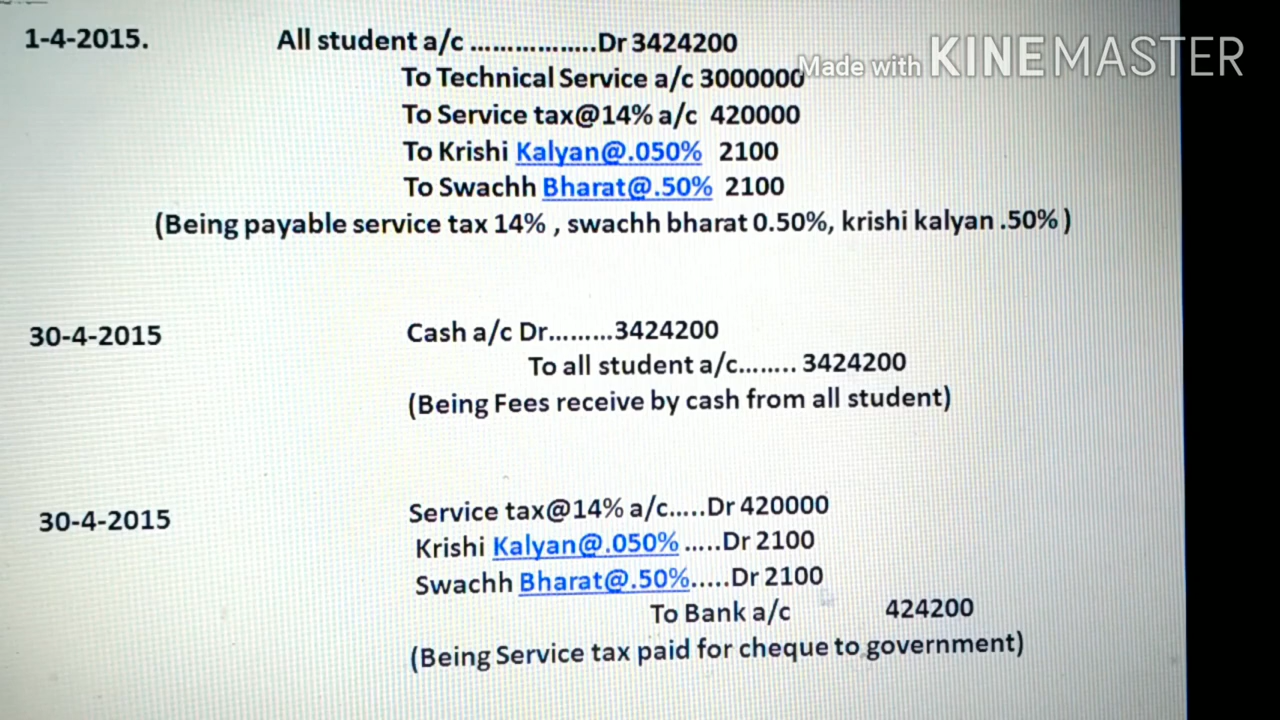 1-4-2015. All student a/c .................Dr 3424200
Made with KINEMASTER
To Technical Service a/c 3000000
To Service tax@14% a/c 420000
To Krishi Kalyan@.050% 2100
To Swachh Bharat@.50% 2100
(Being payable service tax 14% , swachh bharat 0.50%, krishi kalyan .50% )
30-4-2015 Cash a/c Dr.........3424200
To all student a/c........ 3424200
(Being Fees receive by cash from all student)
30-4-2015 Service tax@14% a/c.....Dr 420000
Krishi Kalyan@.050% .....Dr 2100
Swachh Bharat@.50%.....Dr 2100
To Bank a/c 424200
(Being Service tax paid for cheque to government)